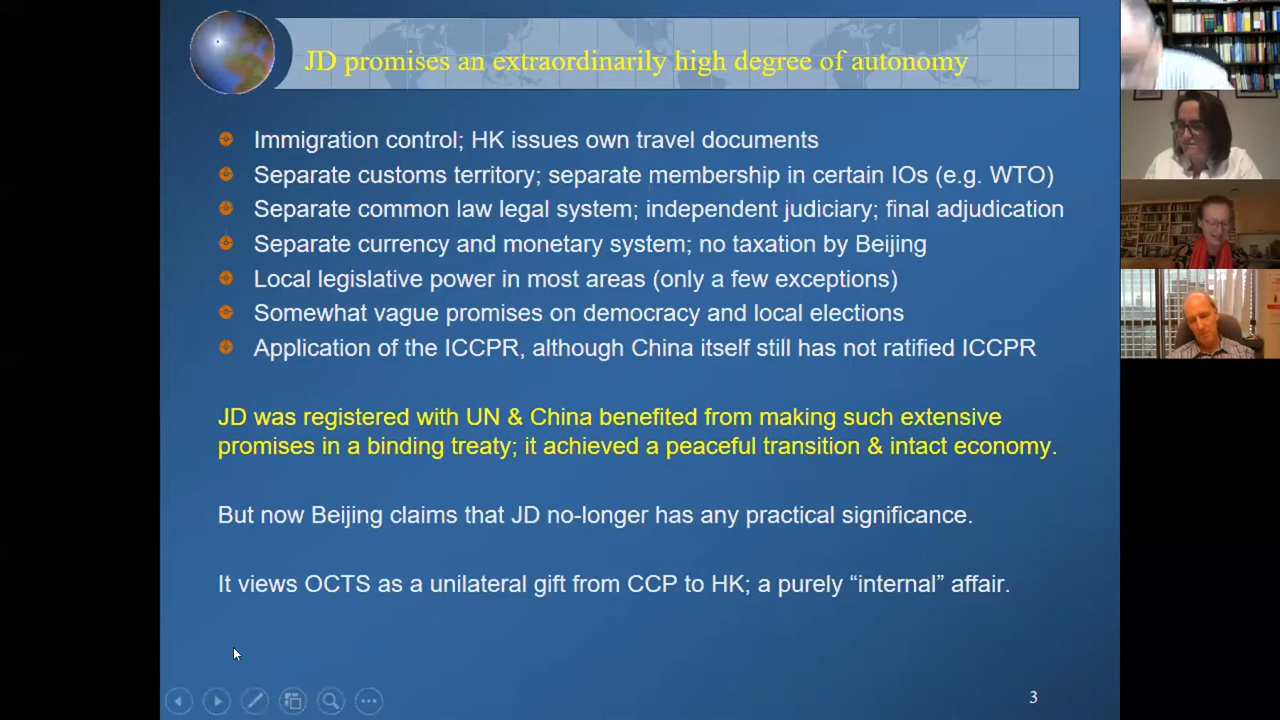 JD promises an extraordinarily high degree of autonomy
Immigration control; HK issues own travel documents
Separate customs territory; separate membership in certain IOs (e.g. WTO)
Separate common law legal system; independent judiciary; final adjudication
Separate currency and monetary system; no taxation by Beijing
Local legislative power in most areas (only a few exceptions)
Somewhat vague promises on democracy and local elections
Application of the ICCPR, although China itself still has not ratified ICCPR
JD was registered with UN & China benefited from making such extensive
promises in a binding treaty; it achieved a peaceful transition & intact economy.
But now Beijing claims that JD no-longer has any practical significance.
It views OCTS as a unilateral gift from CCP to HK; a purely “internal” affair.
3